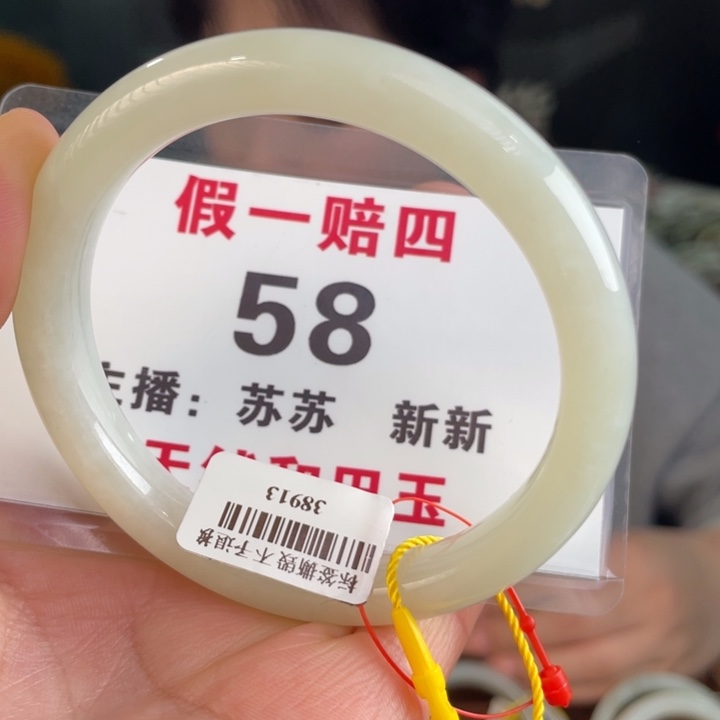 假一赔四
58
主播：苏苏 新新
玉
38913
标签撕毁 不予退换